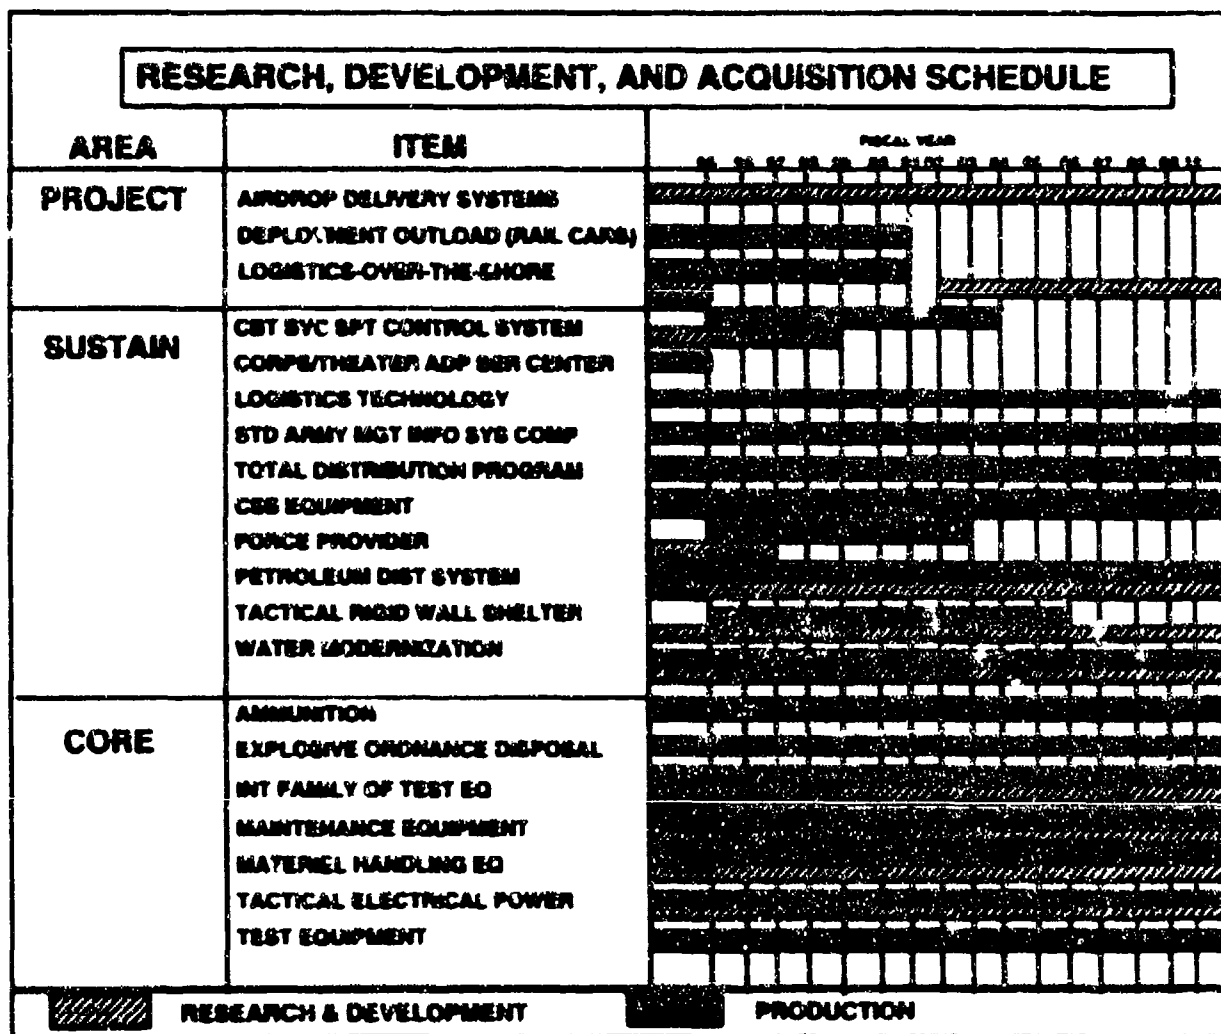 RESEARCH, DEVELOPMENT, AND ACQUISITION SCHEDULE
AREA ITEM FISCAL YEAR
PROJECT
AIRDROP DELIVERY SYSTEMS
DEPLOYMENT OUTLOAD (RAIL CARS)
LOGISTICS-OVER-THE-SHORE
SUSTAIN
CBT SVC SPT CONTROL SYSTEM
CORPS/THEATER ADP SER CENTER
LOGISTICS TECHNOLOGY
STD ARMY MGT INFO SYS COMP
TOTAL DISTRIBUTION PROGRAM
CSS EQUIPMENT
FORCE PROVIDER
PETROLEUM DIST SYSTEM
TACTICAL RIGID WALL SHELTER
WATER MODERNIZATION
CORE
AMMUNITION
EXPLOSIVE ORDNANCE DISPOSAL
INT FAMILY OF TEST EQ
MAINTENANCE EQUIPMENT
MATERIEL HANDLING EQ
TACTICAL ELECTRICAL POWER
TEST EQUIPMENT
RESEARCH & DEVELOPMENT PRODUCTION